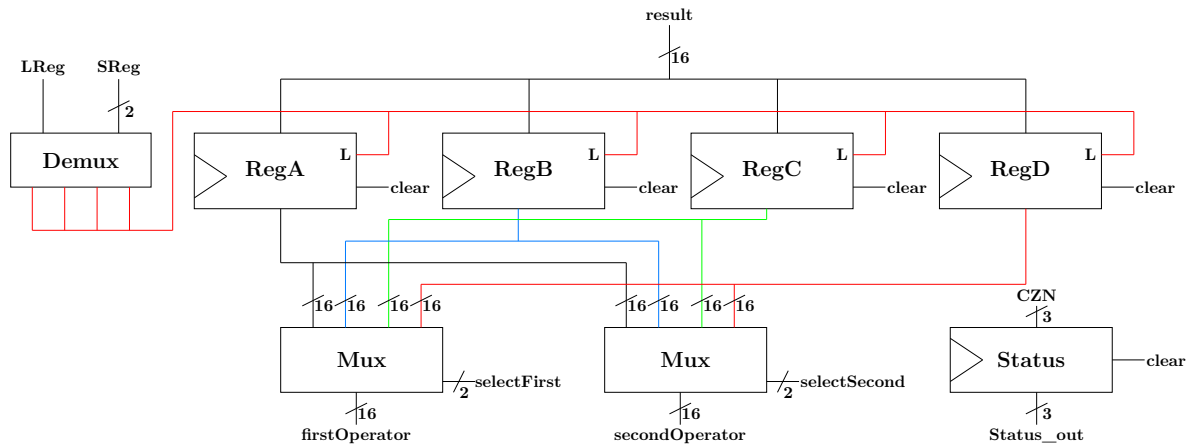 result
16
LReg
SReg
2
Demux
RegA
L
clear
RegB
L
clear
RegC
L
clear
RegD
L
clear
16
16
16
16
16
16
16
16
CZN
3
Mux
2
selectFirst
16
firstOperator
Mux
2
selectSecond
16
secondOperator
Status
clear
3
Status_out